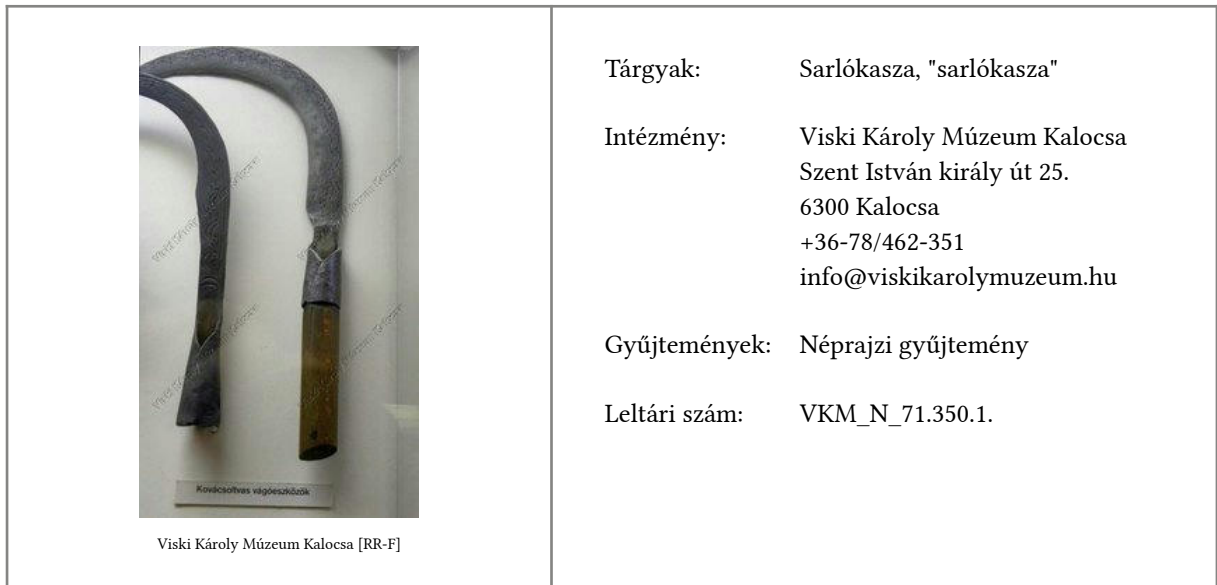 Kovácsoltvas vágóeszközök
Viski Károly Múzeum Kalocsa [RR-F]
Tárgyak: Sarlókasza, "sarlókasza"
Intézmény: Viski Károly Múzeum Kalocsa
Szent István király út 25.
6300 Kalocsa
+36-78/462-351
info@viskikarolymuzeum.hu
Gyűjtemények: Néprajzi gyűjtemény
Leltári szám: VKM_N_71.350.1.